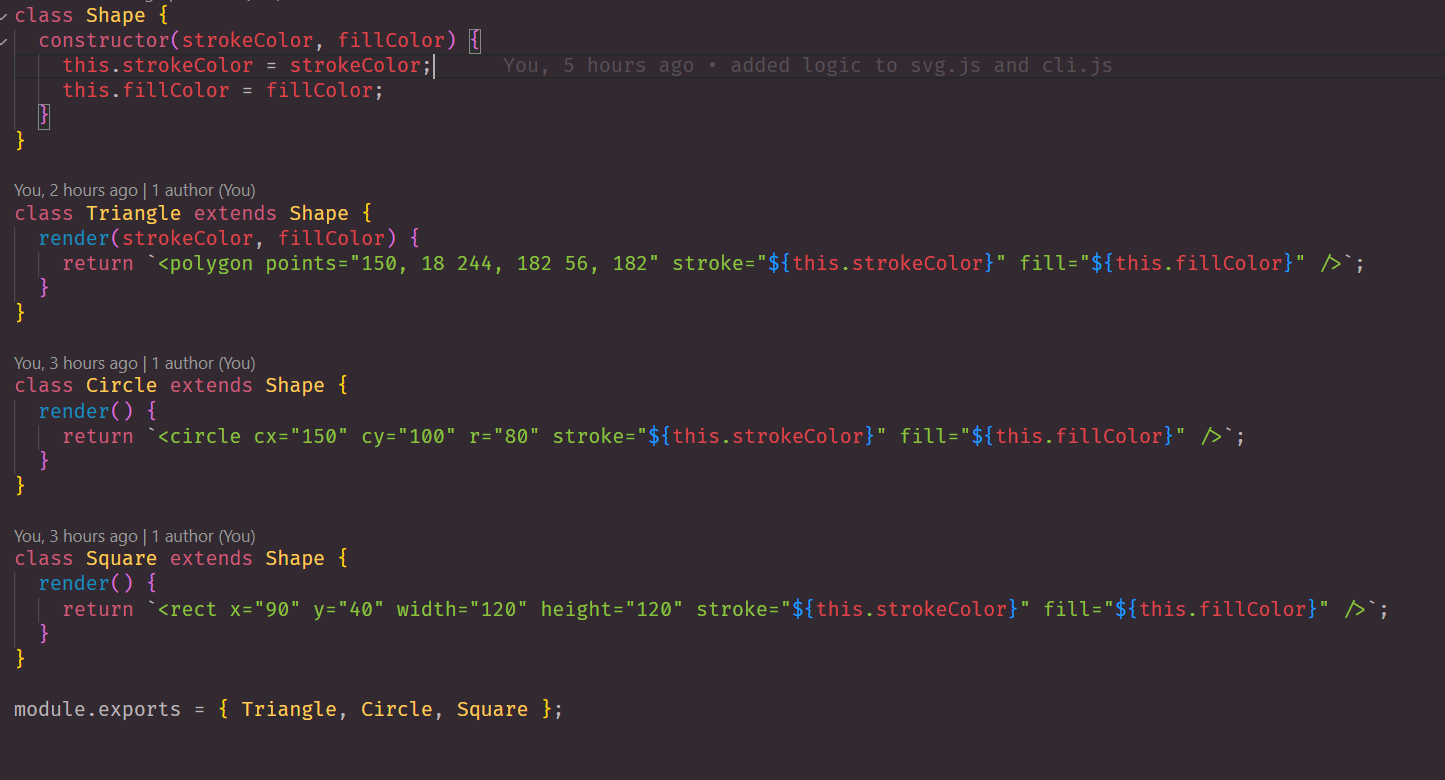 class Shape {
constructor(strokeColor, fillColor) {
this.strokeColor = strokeColor; You, 5 hours ago • added logic to svg.js and cli.js
this.fillColor = fillColor;
}
}
You, 2 hours ago | 1 author (You)
class Triangle extends Shape {
render(strokeColor, fillColor) {
return `<polygon points="150, 18 244, 182 56, 182" stroke="${this.strokeColor}" fill="${this.fillColor}" />`;
}
}
You, 3 hours ago | 1 author (You)
class Circle extends Shape {
render() {
return `<circle cx="150" cy="100" r="80" stroke="${this.strokeColor}" fill="${this.fillColor}" />`;
}
}
You, 3 hours ago | 1 author (You)
class Square extends Shape {
render() {
return `<rect x="90" y="40" width="120" height="120" stroke="${this.strokeColor}" fill="${this.fillColor}" />`;
}
}
module.exports = { Triangle, Circle, Square };